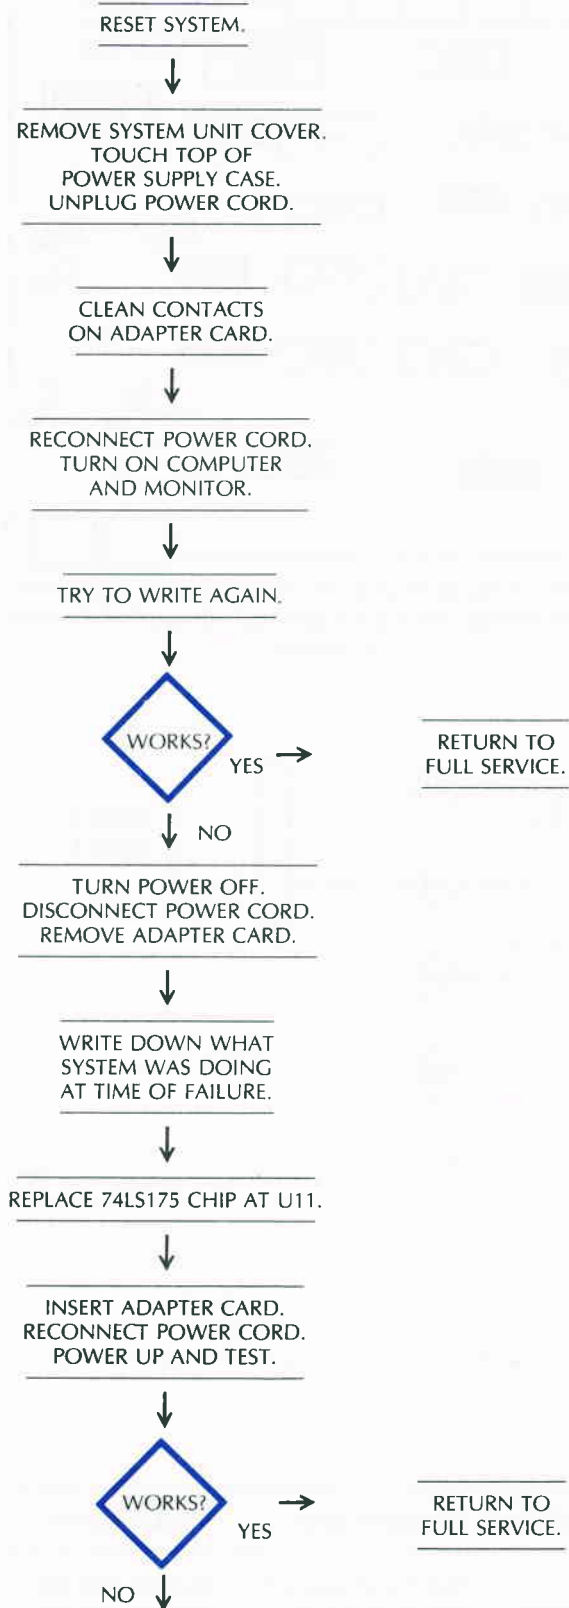 RESET SYSTEM.
REMOVE SYSTEM UNIT COVER.
TOUCH TOP OF
POWER SUPPLY CASE.
UNPLUG POWER CORD.
CLEAN CONTACTS
ON ADAPTER CARD.
RECONNECT POWER CORD.
TURN ON COMPUTER
AND MONITOR.
TRY TO WRITE AGAIN.
WORKS?
YES
RETURN TO
FULL SERVICE.
NO
TURN POWER OFF.
DISCONNECT POWER CORD.
REMOVE ADAPTER CARD.
WRITE DOWN WHAT
SYSTEM WAS DOING
AT TIME OF FAILURE.
REPLACE 74LS175 CHIP AT U11.
INSERT ADAPTER CARD.
RECONNECT POWER CORD.
POWER UP AND TEST.
WORKS?
YES
RETURN TO
FULL SERVICE.
NO